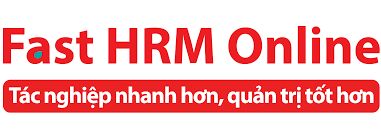 Fast HRM Online
Tác nghiệp nhanh hơn, quản trị tốt hơn